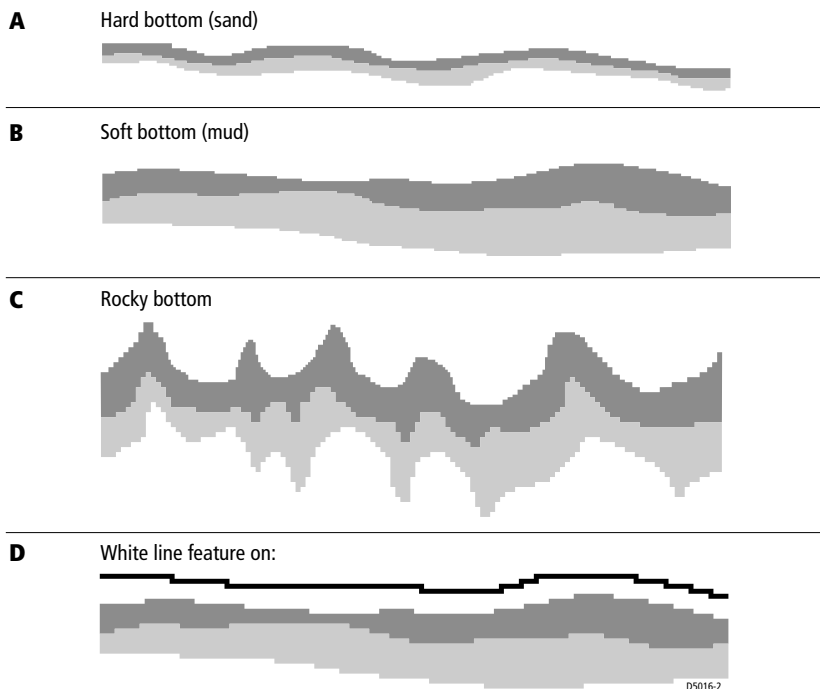 A Hard bottom (sand)
B Soft bottom (mud)
C Rocky bottom
D White line feature on:
D5016-2